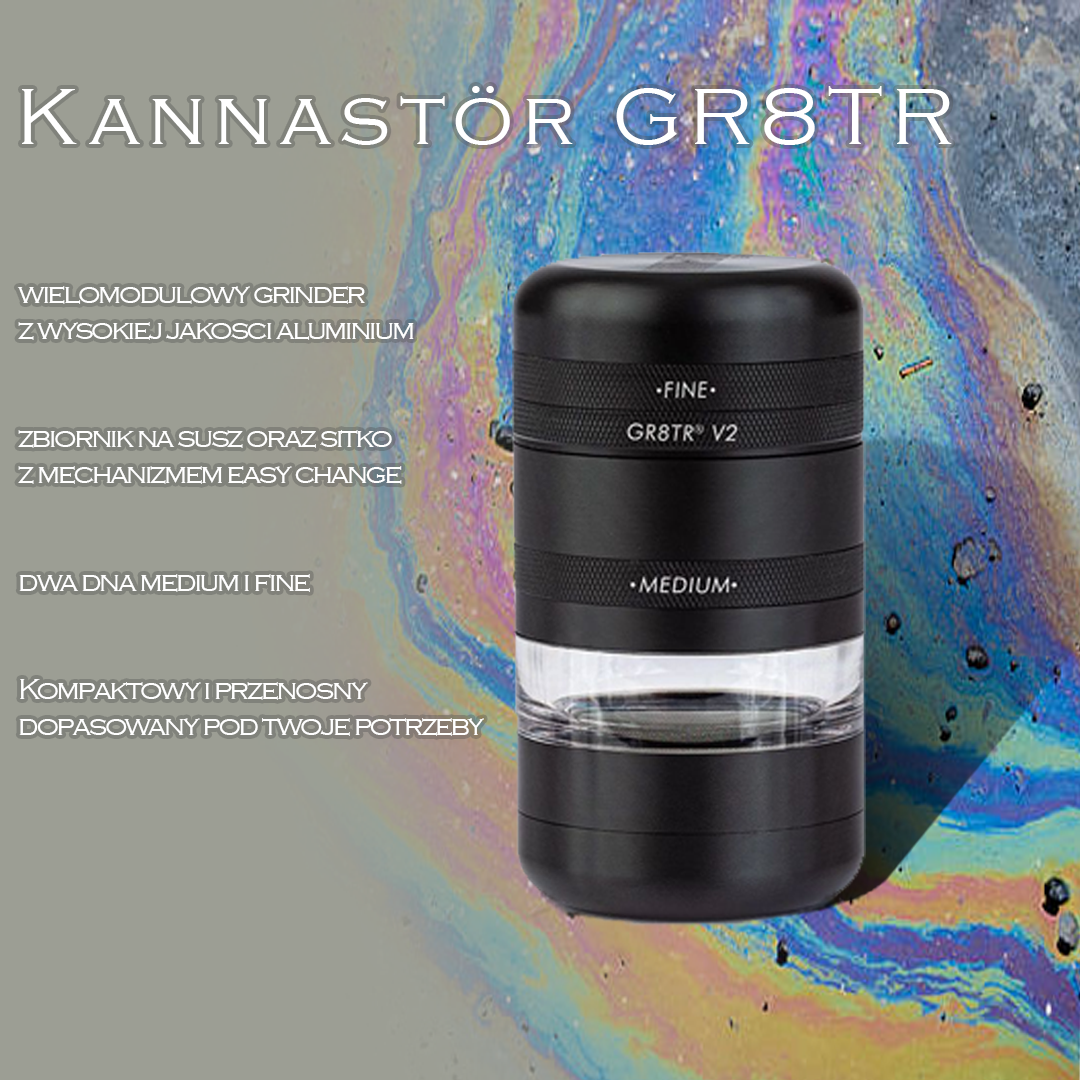 Kannastör GR8TR
WIELOMODULOWY GRINDER
Z WYSOKIEJ JAKOSCI ALUMINIUM
·FINE·
GR8TR® V2
ZBIORNIK NA SUSZ ORAZ SITKO
Z MECHANIZMEM EASY CHANGE
DWA DNA MEDIUM I FINE
·MEDIUM·
Kompaktowy i przenosny
dopasowany pod twoje potrzeby